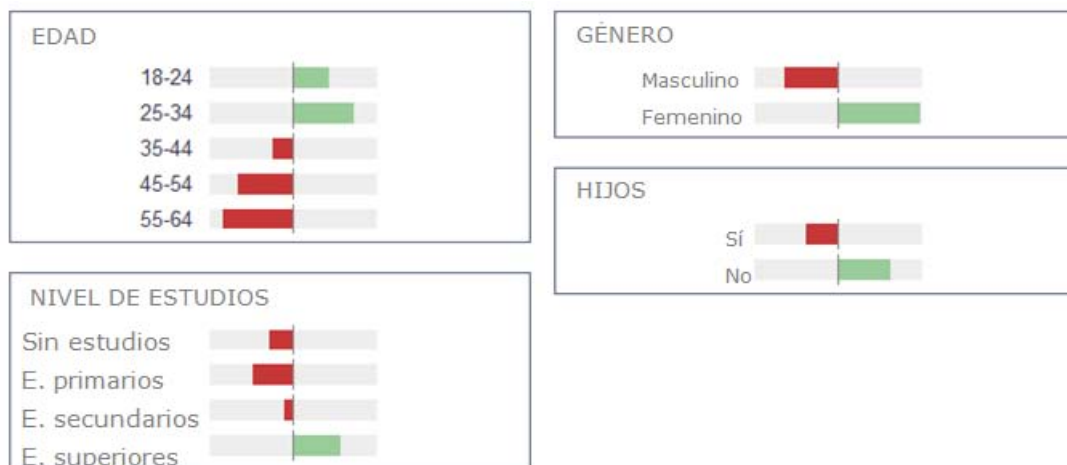 EDAD
18-24
25-34
35-44
45-54
55-64
NIVEL DE ESTUDIOS
Sin estudios
E. primarios
E. secundarios
E. superiores
GÉNERO
Masculino
Femenino
HIJOS
Sí
No